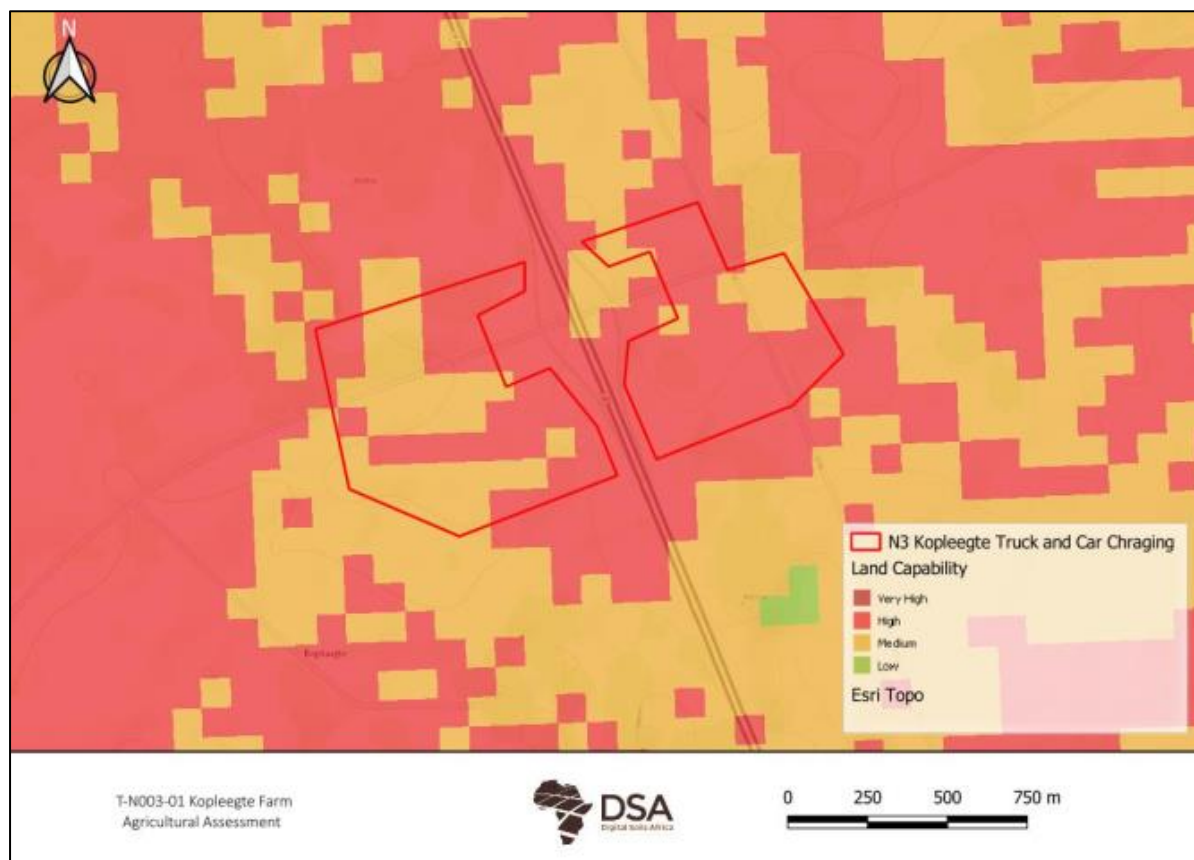 N
N3 Kopleegte Truck and Car Chraging
Land Capability
Very High
High
Medium
Low
Esri Topo
T-N003-01 Kopleegte Farm
Agricultural Assessment
DSA
Digital Soils Africa
0 250 500 750 m